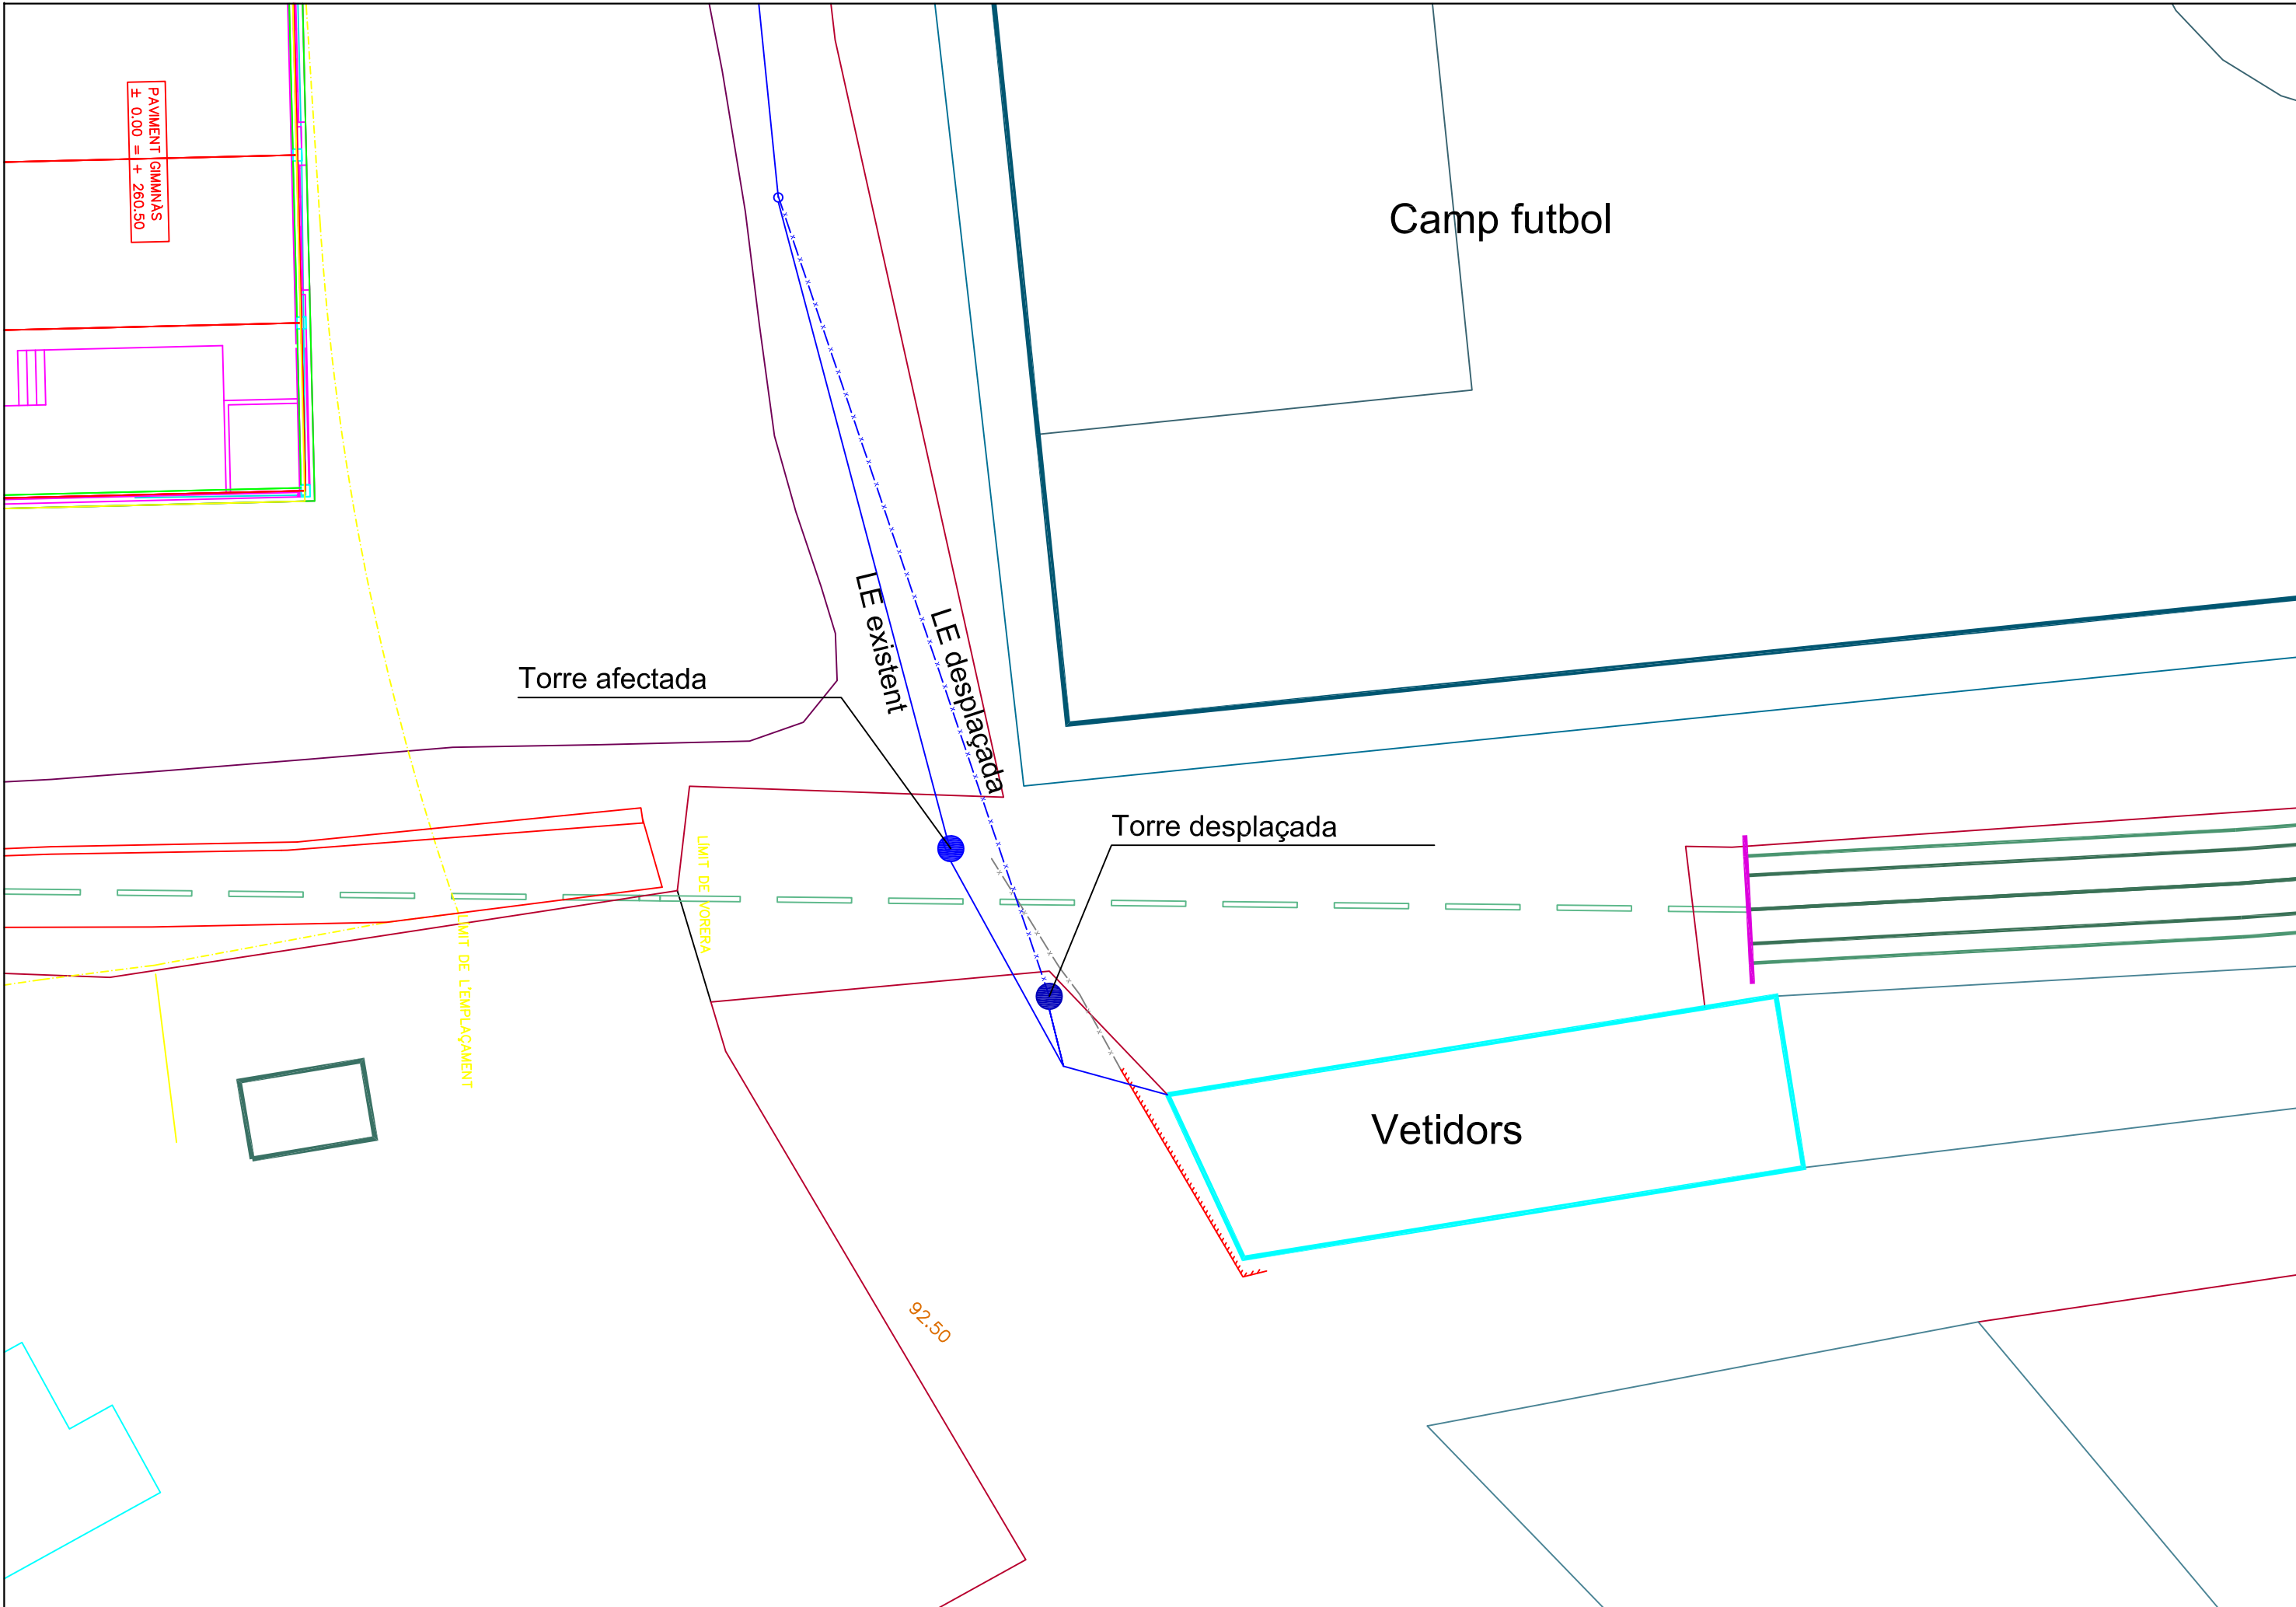 PAVIMENT GIMMNÀS
± 0.00 = + 260.50
Camp futbol
LE existent
LE desplaçada
Torre afectada
Torre desplaçada
LÍMIT DE VORERA
LÍMIT DE L'EMPLAÇAMENT
Vetidors
92.50